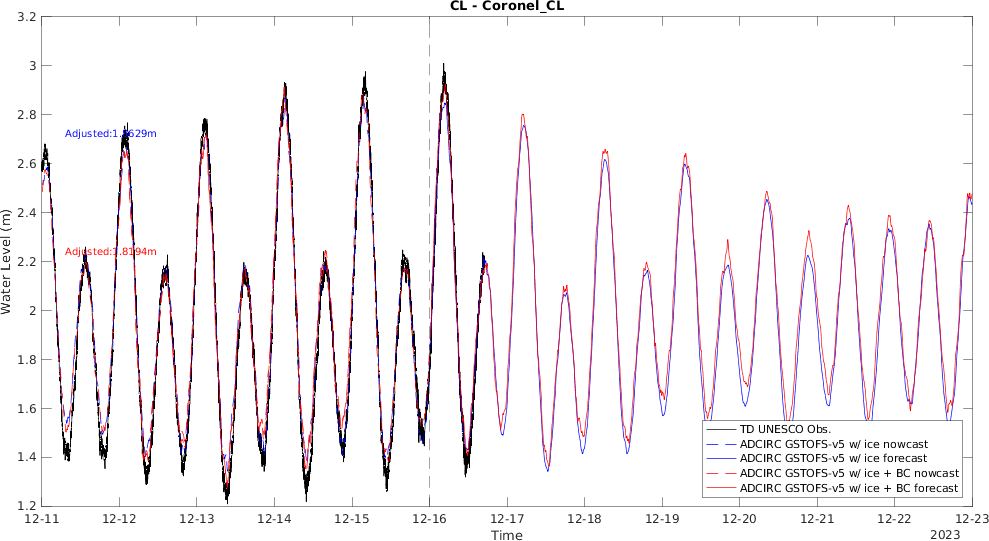 CL - Coronel_CL
3.2
3
2.8
2.6
2.4
2.2
2
1.8
1.6
1.4
1.2
Water Level (m)
Adjusted:1.8194m
TD UNESCO Obs.
ADCIRC GSTOFS-v5 w/ ice nowcast
ADCIRC GSTOFS-v5 w/ ice forecast
ADCIRC GSTOFS-v5 w/ ice + BC nowcast
ADCIRC GSTOFS-v5 w/ ice + BC forecast
12-11 12-12 12-13 12-14 12-15 12-16 12-17 12-18 12-19 12-20 12-21 12-22 12-23
Time
2023